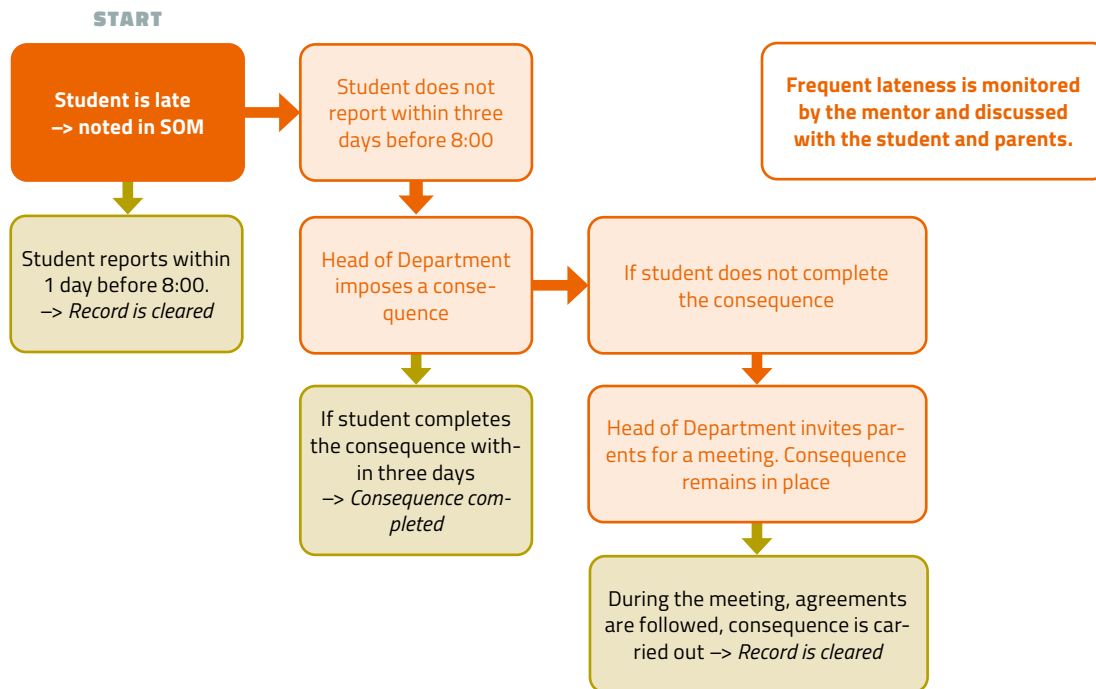 START
Student is late
–> noted in SOM
Student does not
report within three
days before 8:00
Frequent lateness is monitored
by the mentor and discussed
with the student and parents.
Student reports within
1 day before 8:00.
–> Record is cleared
Head of Department
imposes a conse-
quence
If student does not complete
the consequence
If student completes
the consequence with-
in three days
–> Consequence com-
pleted
Head of Department invites par-
ents for a meeting. Consequence
remains in place
During the meeting, agreements
are followed, consequence is car-
ried out –> Record is cleared